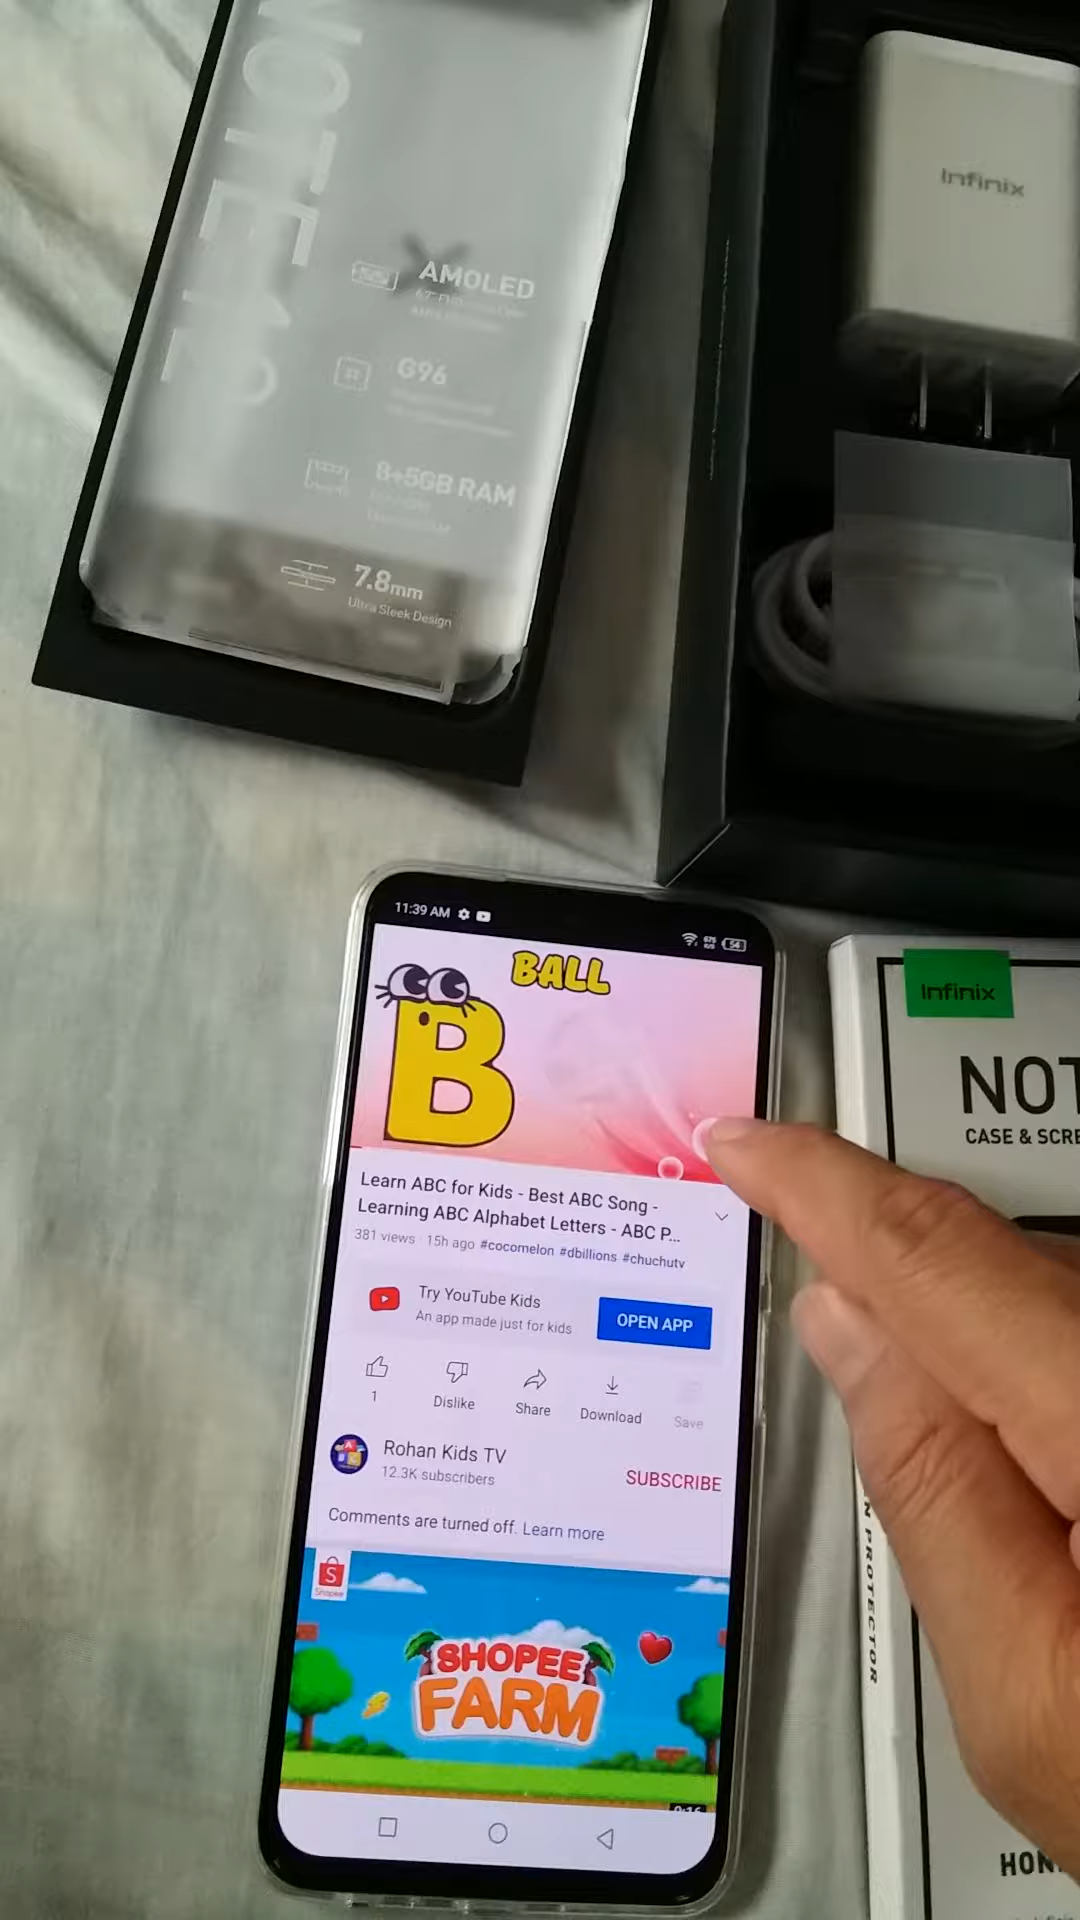 NOTE 12
AMOLED
G96
8+5GB RAM
7.8mm
Ultra Sleek Design
Infinix
11:39 AM
54
BALL
B
Learn ABC for Kids - Best ABC Song -
Learning ABC Alphabet Letters - ABC P...
381 views · 15h ago #cocomelon #dbillions #chuchutv
Try YouTube Kids
An app made just for kids
OPEN APP
1
Dislike
Share
Download
Save
Rohan Kids TV
12.3K subscribers
SUBSCRIBE
Comments are turned off. Learn more
Shopee
SHOPEE
FARM
Infinix
NOT
CASE & SCRE
N PROTECTOR
HON